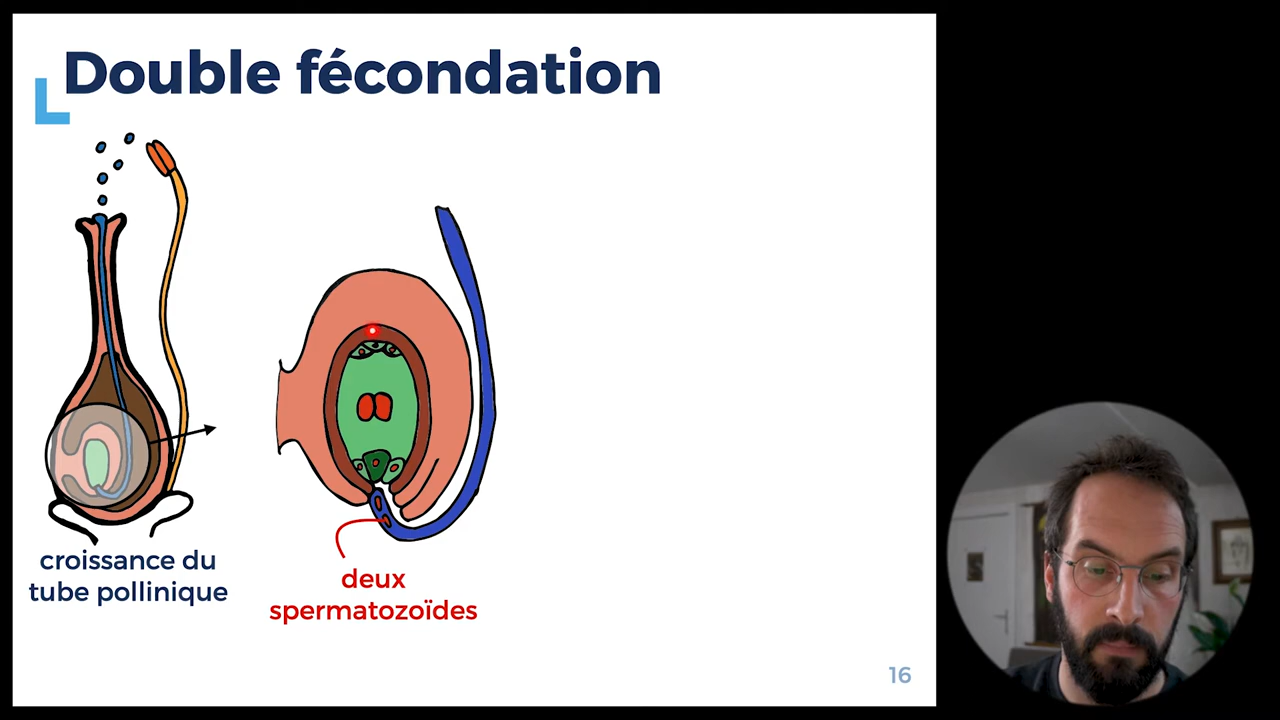 Double fécondation
croissance du
tube pollinique
deux
spermatozoïdes
16